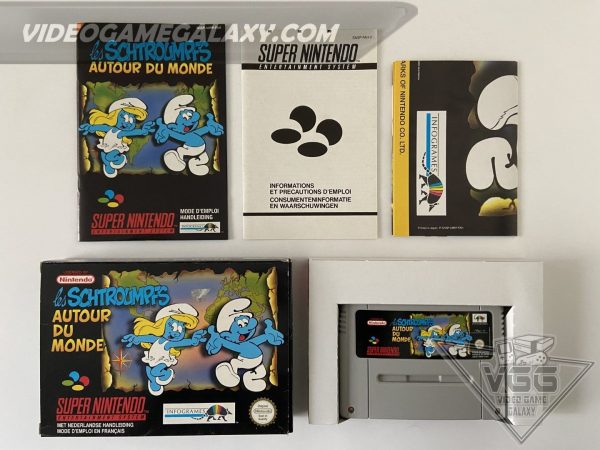 VIDEOGAMEGALAXY.COM
les SCHTROUMPFS
AUTOUR DU MONDE
SUPER NINTENDO
ENTERTAINMENT SYSTEM
MODE D'EMPLOI
HANDLEIDING
INFOGRAMES
SUPER NINTENDO
ENTERTAINMENT SYSTEM
INFORMATIONS
ET PRECAUTIONS D'EMPLOI
CONSUMENTENINFORMATIE
EN WAARSCHUWINGEN
ARKS OF NINTENDO CO. LTD.
INFOGRAMES
Nintendo
les SCHTROUMPFS
AUTOUR
DU
MONDE
SUPER NINTENDO
ENTERTAINMENT SYSTEM
INFOGRAMES
MET NEDERLANDSE HANDLEIDING
MODE D'EMPLOI EN FRANÇAIS
Nintendo
les SCHTROUMPFS
AUTOUR
DU
MONDE
SUPER NINTENDO
VGG
VIDEO GAME
GALAXY